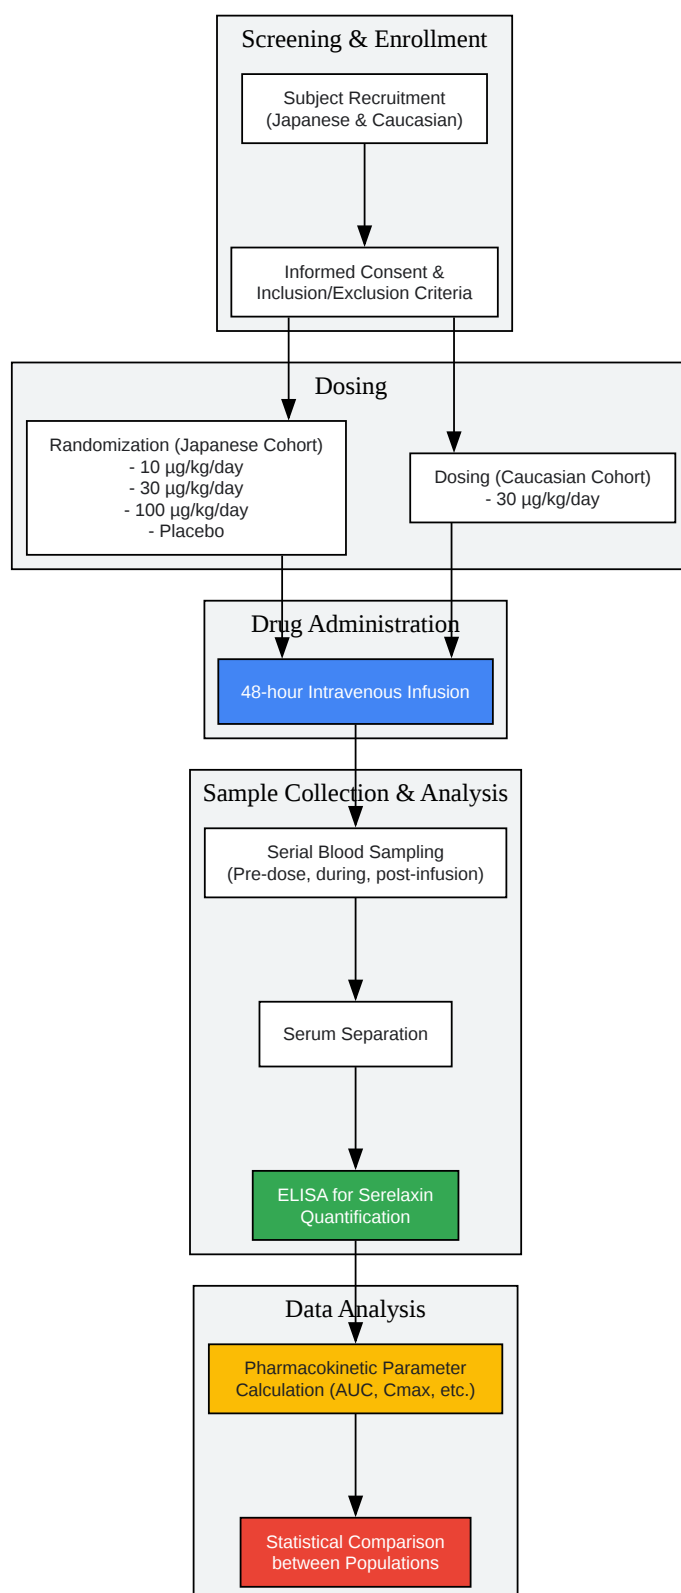 Screening & Enrollment
Subject Recruitment
(Japanese & Caucasian)
Informed Consent &
Inclusion/Exclusion Criteria
Dosing
Randomization (Japanese Cohort)
- 10 µg/kg/day
- 30 µg/kg/day
- 100 µg/kg/day
- Placebo
Dosing (Caucasian Cohort)
- 30 µg/kg/day
Drug Administration
48-hour Intravenous Infusion
Sample Collection & Analysis
Serial Blood Sampling
(Pre-dose, during, post-infusion)
Serum Separation
ELISA for Serelaxin
Quantification
Data Analysis
Pharmacokinetic Parameter
Calculation (AUC, Cmax, etc.)
Statistical Comparison
between Populations